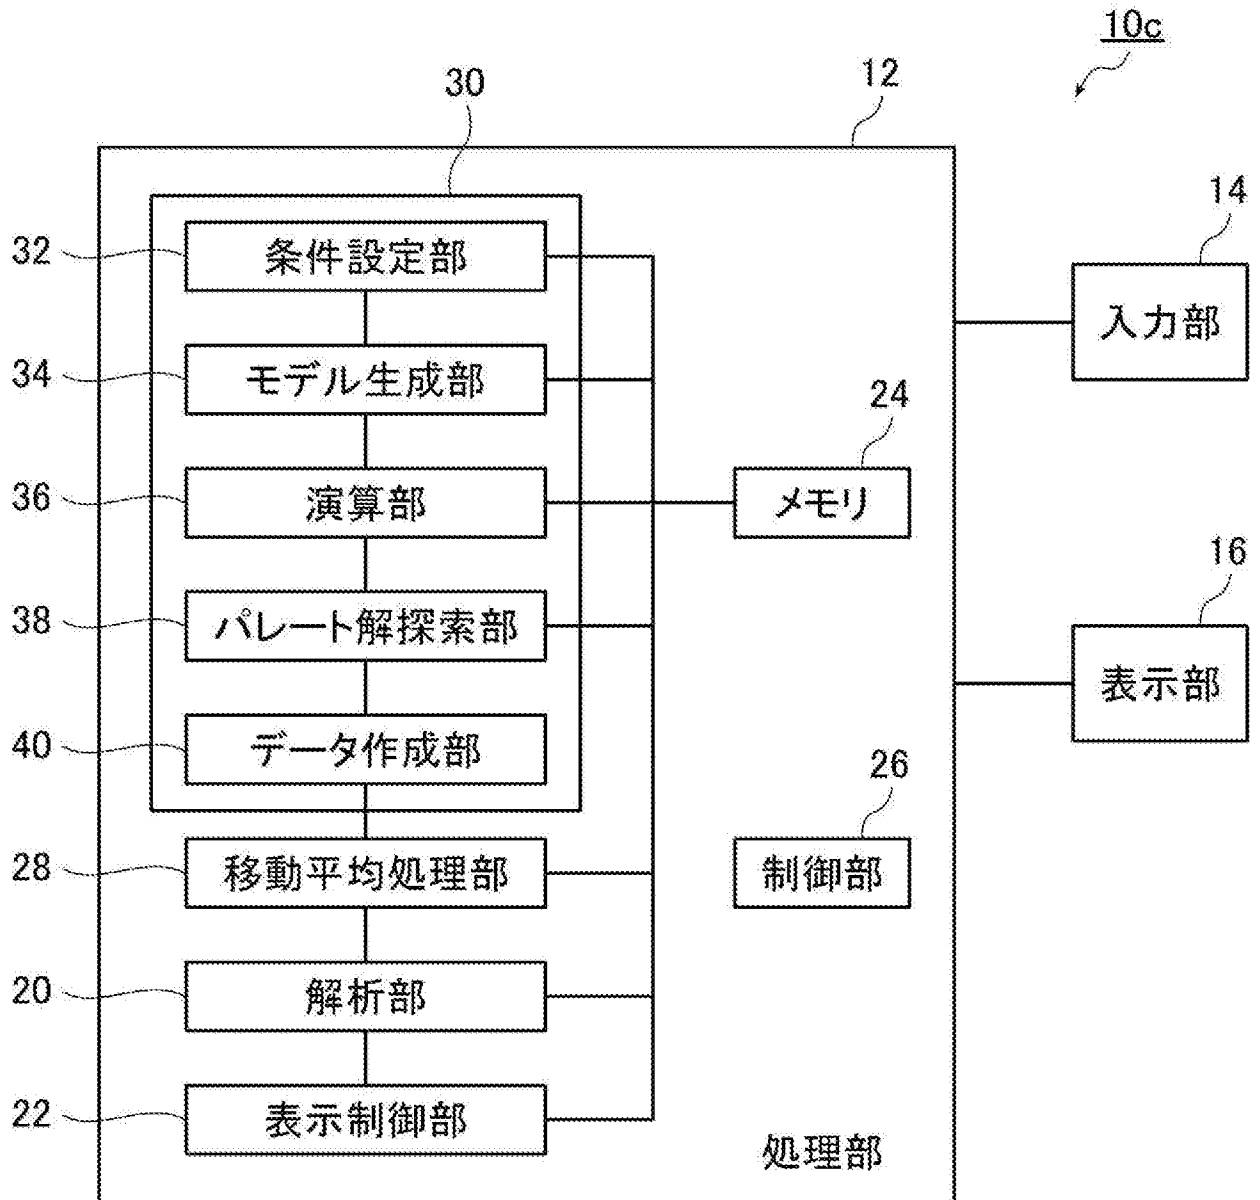 10c
12
30
14
32 条件設定部
入力部
34 モデル生成部
24
36 演算部
メモリ
16
38 パレート解探索部
表示部
40 データ作成部
26
28 移動平均処理部
制御部
20 解析部
22 表示制御部
処理部